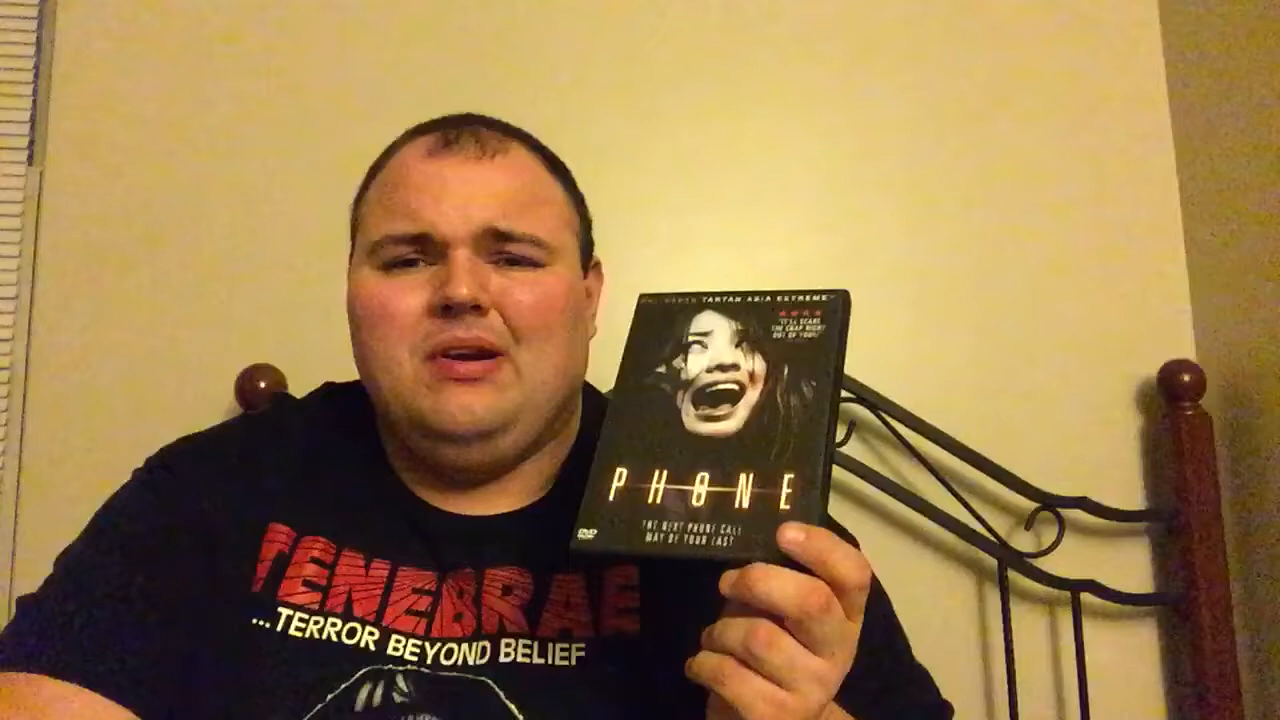 TARTAN ASIA EXTREME
"IT'LL SCARE
THE CRAP RIGHT
OUT OF YOU!"
PHONE
THE NEXT PHONE CALL
MAY BE YOUR LAST
DVD
TENEBRAE
...TERROR BEYOND BELIEF